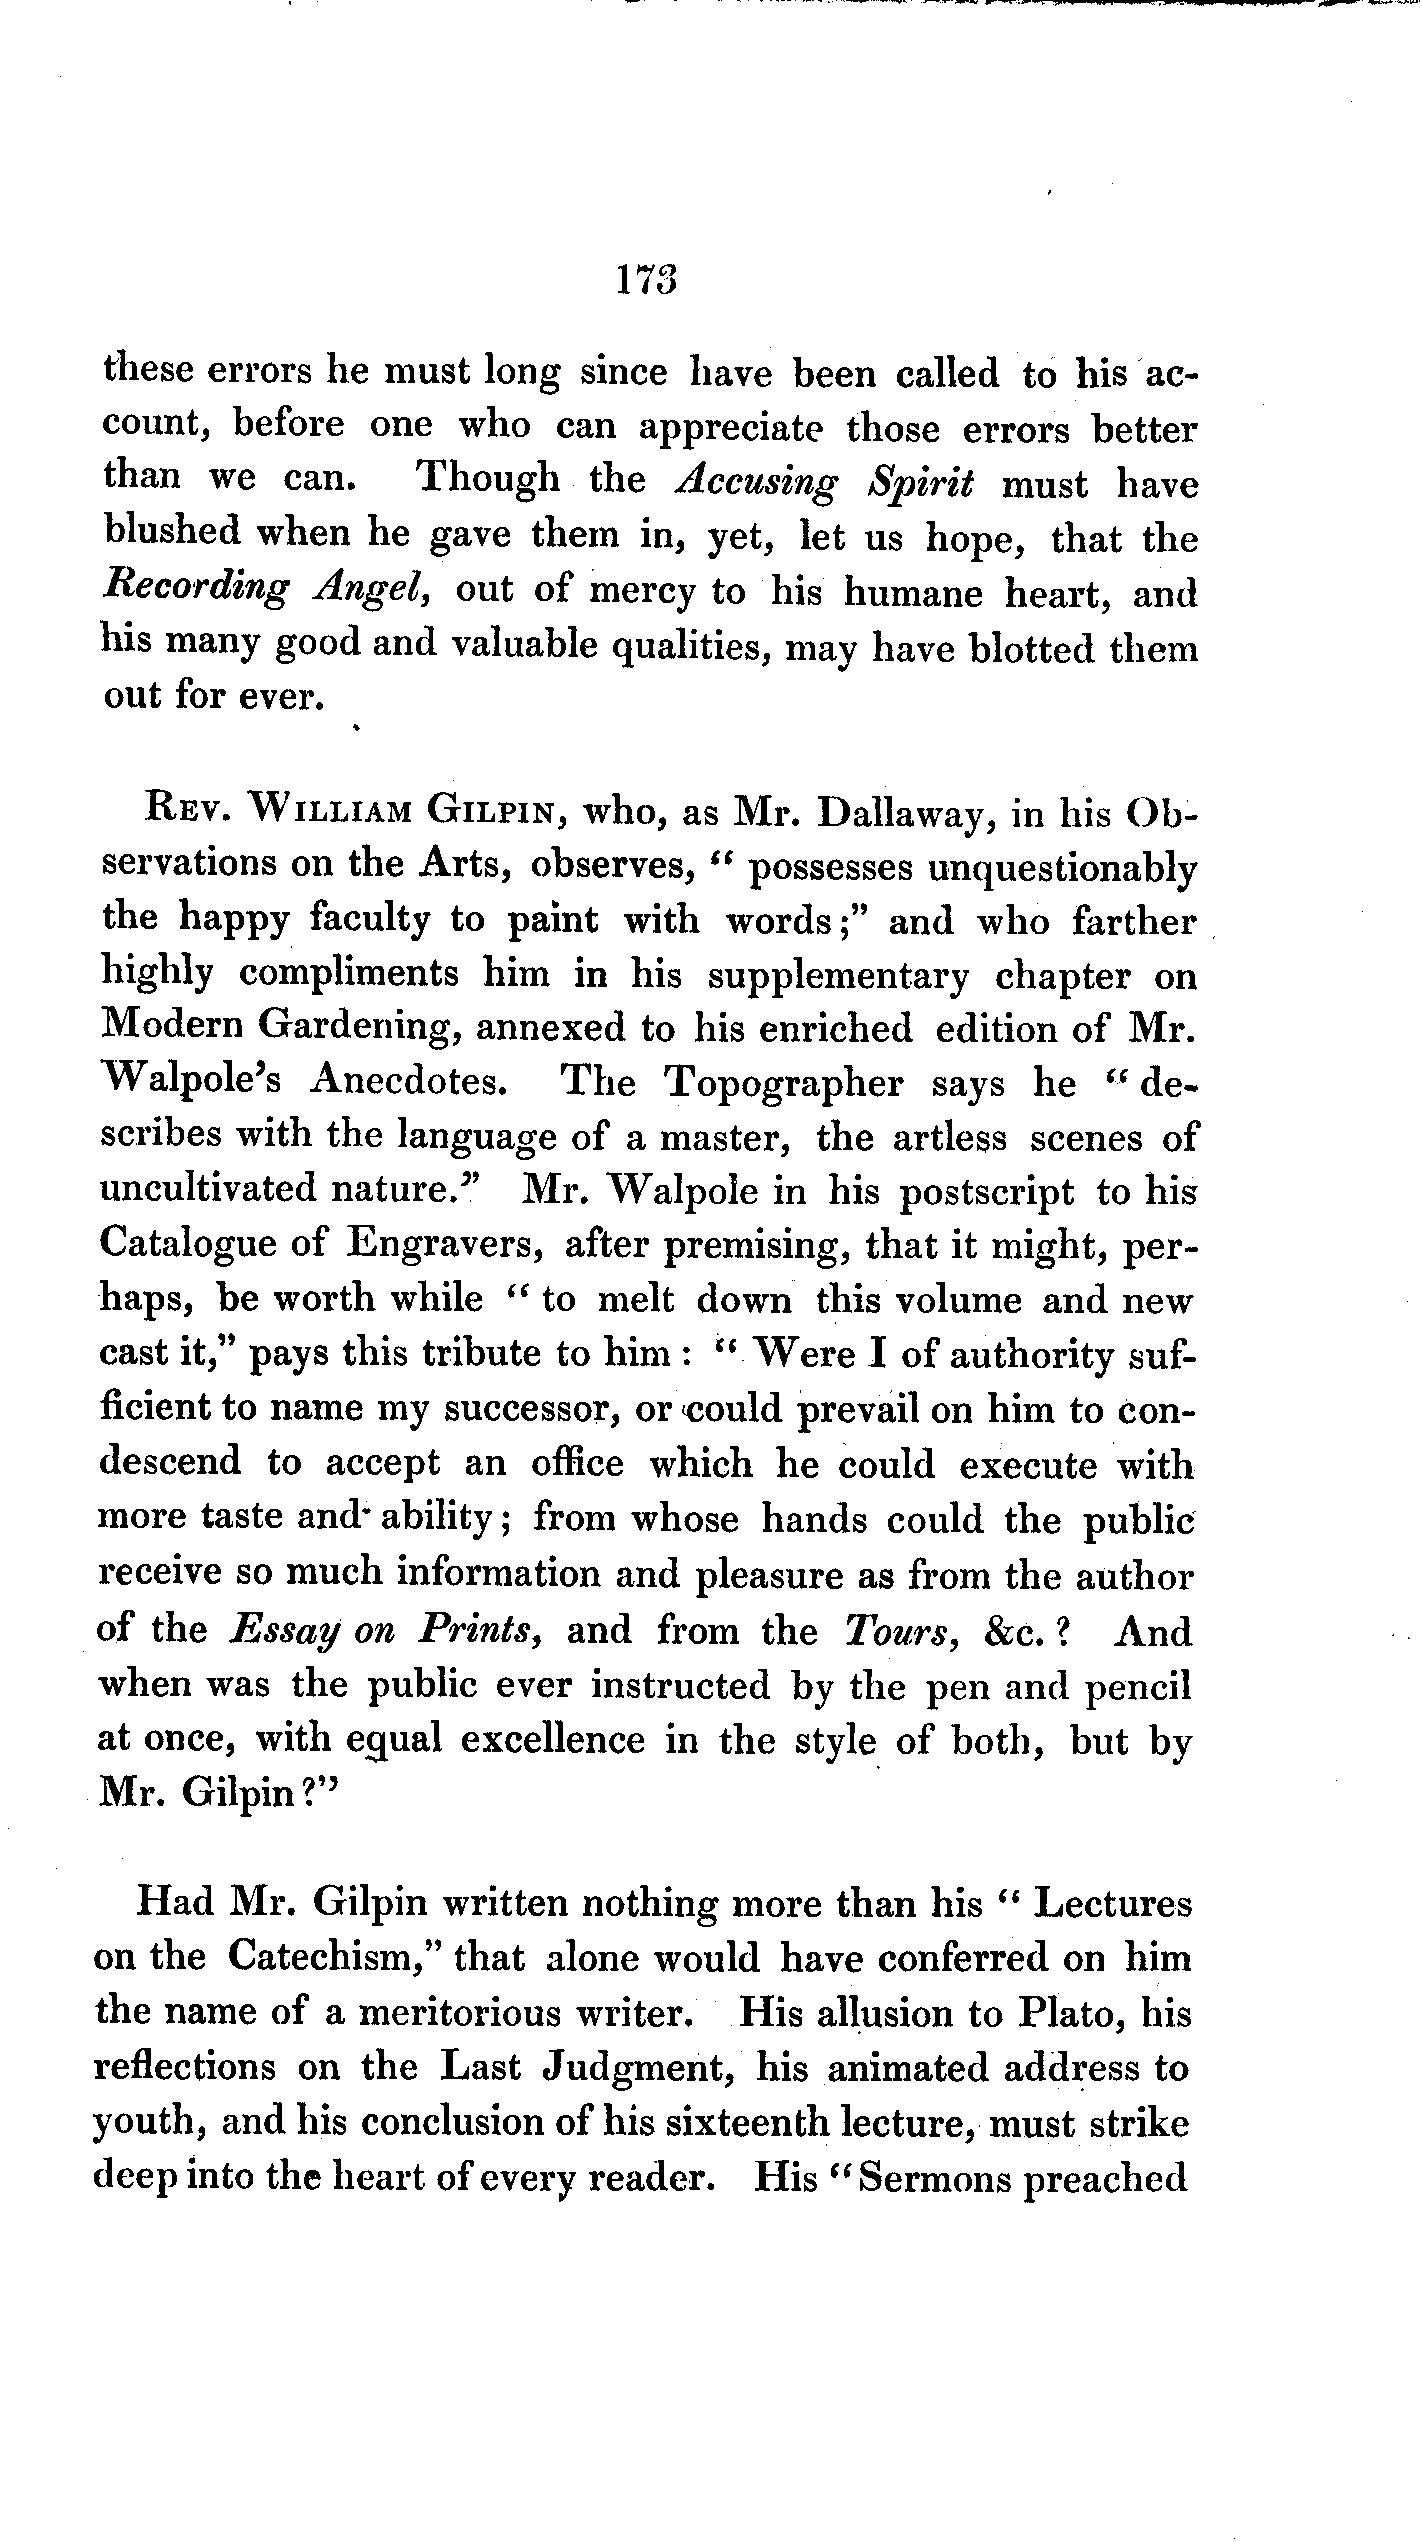 173
these errors he must long since have been called to his ac-
count, before one who can appreciate those errors better
than we can. Though the Accusing Spirit must have
blushed when he gave them in, yet, let us hope, that the
Recording Angel, out of mercy to his humane heart, and
his many good and valuable qualities, may have blotted them
out for ever.
REV. WILLIAM GILPIN, who, as Mr. Dallaway, in his Ob-
servations on the Arts, observes, “ possesses unquestionably
the happy faculty to paint with words;” and who farther
highly compliments him in his supplementary chapter on
Modern Gardening, annexed to his enriched edition of Mr.
Walpole’s Anecdotes. The Topographer says he “ de-
scribes with the language of a master, the artless scenes of
uncultivated nature.” Mr. Walpole in his postscript to his
Catalogue of Engravers, after premising, that it might, per-
haps, be worth while “ to melt down this volume and new
cast it,” pays this tribute to him : “ Were I of authority suf-
ficient to name my successor, or could prevail on him to con-
descend to accept an office which he could execute with
more taste and ability; from whose hands could the public
receive so much information and pleasure as from the author
of the Essay on Prints, and from the Tours, &c. ? And
when was the public ever instructed by the pen and pencil
at once, with equal excellence in the style of both, but by
Mr. Gilpin?”
Had Mr. Gilpin written nothing more than his “ Lectures
on the Catechism,” that alone would have conferred on him
the name of a meritorious writer. His allusion to Plato, his
reflections on the Last Judgment, his animated address to
youth, and his conclusion of his sixteenth lecture, must strike
deep into the heart of every reader. His “Sermons preached